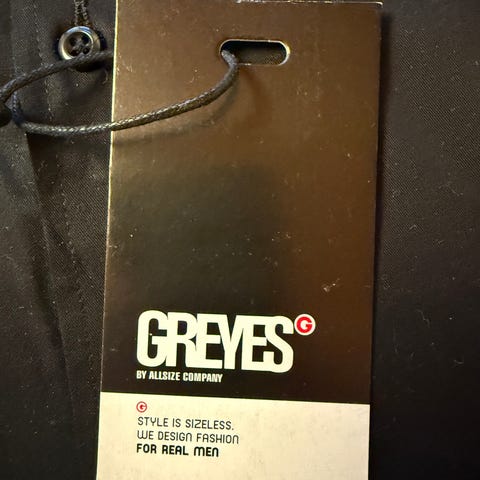 GREYES G
BY ALLSIZE COMPANY
G
STYLE IS SIZELESS.
WE DESIGN FASHION
FOR REAL MEN